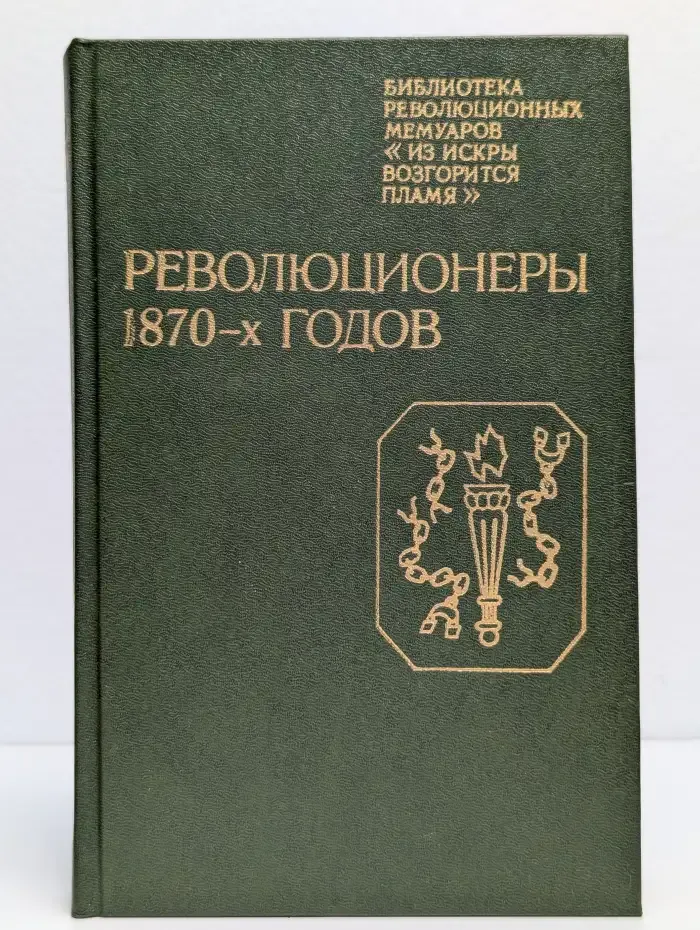 БИБЛИОТЕКА
РЕВОЛЮЦИОННЫХ
МЕМУАРОВ
« ИЗ ИСКРЫ
ВОЗГОРИТСЯ
ПЛАМЯ »
РЕВОЛЮЦИОНЕРЫ
1870-х ГОДОВ